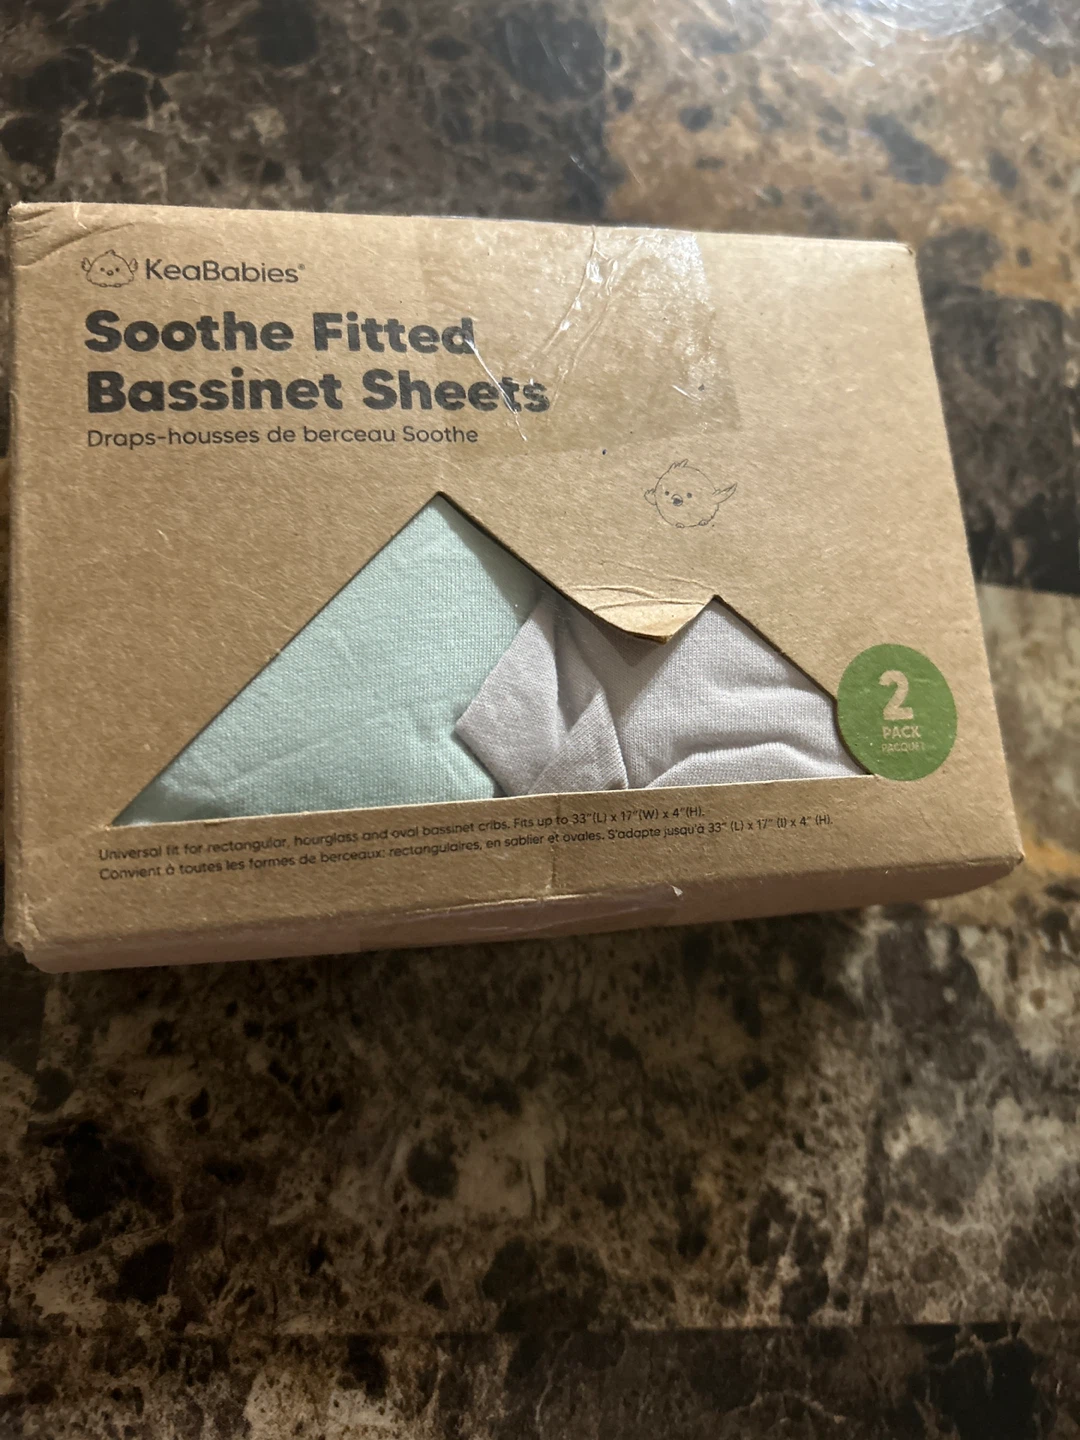 KeaBabies®
Soothe Fitted
Bassinet Sheets
Draps-housses de berceau Soothe
2
PACK
PACQUET
Universal fit for rectangular, hourglass and oval bassinet cribs. Fits up to 33"(L) x 17"(W) x 4"(H).
Convient à toutes les formes de berceaux: rectangulaires, en sablier et ovales. S'adapte jusqu'à 33" (L) x 17" (l) x 4" (H).